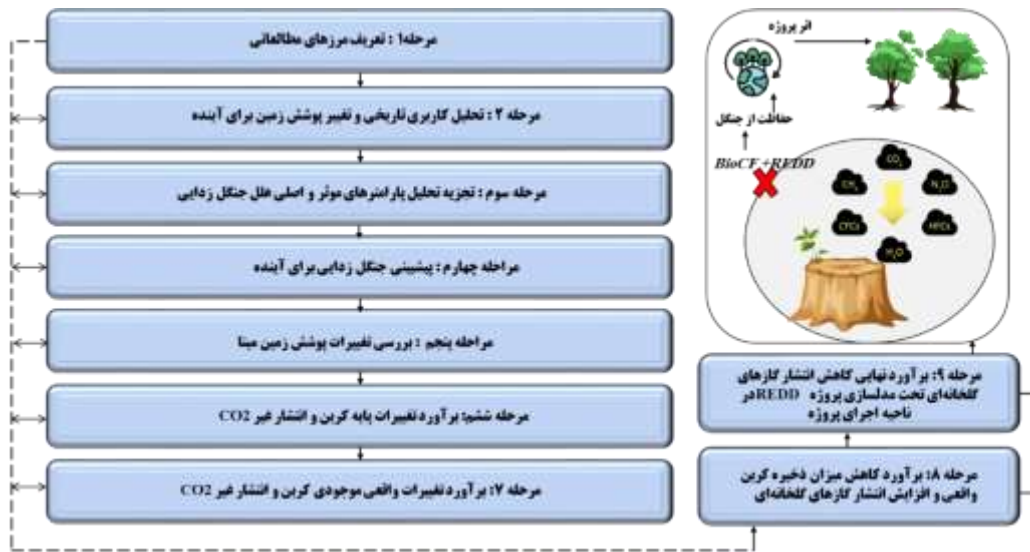 مرحله۱ : تعریف مرزهای مطالعاتی
مرحله ۲ : تحلیل کاربری تاریخی و تغییر پوشش زمین برای آینده
مرحله سوم : تجزیه تحلیل پارامترهای موثر و اصلی علل جنگل زدایی
مراحله چهارم : پیشبینی جنگل زدایی برای آینده
مراحله پنجم : بررسی تغییرات پوشش زمین مبنا
مرحله ششم: برآورد تغییرات پایه کربن و انتشار غیر CO2
مرحله ۷: برآورد تغییرات واقعی موجودی کربن و انتشار غیر CO2
اثر پروژه
حفاظت از جنگل
BioCF+REDD
CO2
CH4
N2O
CFCs
HFCs
H2O
مرحله ۹: برآورد نهایی کاهش انتشار گازهای
گلخانه‌ای تحت مدلسازی پروژه REDD در
ناحیه اجرای پروژه
مرحله ۸: برآورد کاهش میزان ذخیره کربن
واقعی و افزایش انتشار گازهای گلخانه‌ای